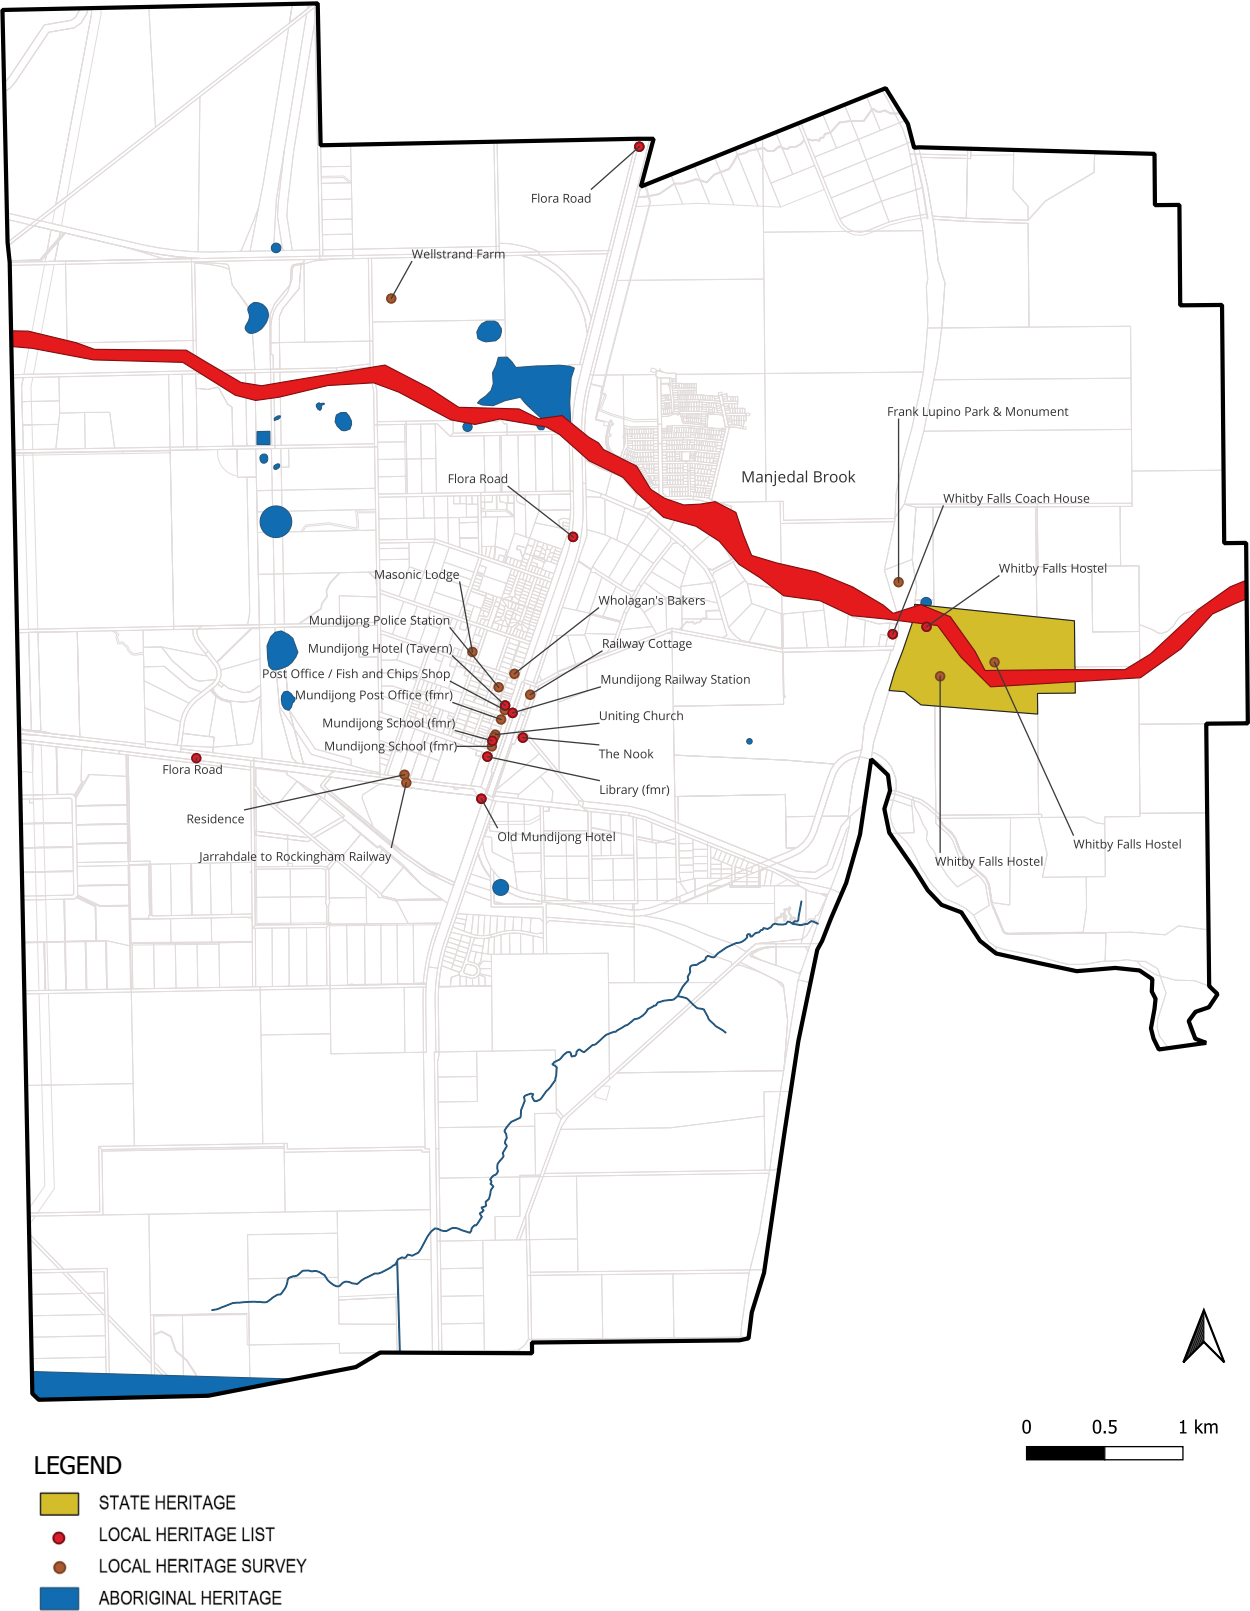 Flora Road
Wellstrand Farm
Frank Lupino Park & Monument
Manjedal Brook
Flora Road
Whitby Falls Coach House
Whitby Falls Hostel
Masonic Lodge
Wholagan's Bakers
Mundijong Police Station
Railway Cottage
Mundijong Hotel (Tavern)
Post Office / Fish and Chips Shop
Mundijong Railway Station
Mundijong Post Office (fmr)
Uniting Church
Mundijong School (fmr)
Mundijong School (fmr)
The Nook
Flora Road
Library (fmr)
Residence
Old Mundijong Hotel
Whitby Falls Hostel
Jarrahdale to Rockingham Railway
Whitby Falls Hostel
0 0.5 1 km
LEGEND
STATE HERITAGE
LOCAL HERITAGE LIST
LOCAL HERITAGE SURVEY
ABORIGINAL HERITAGE